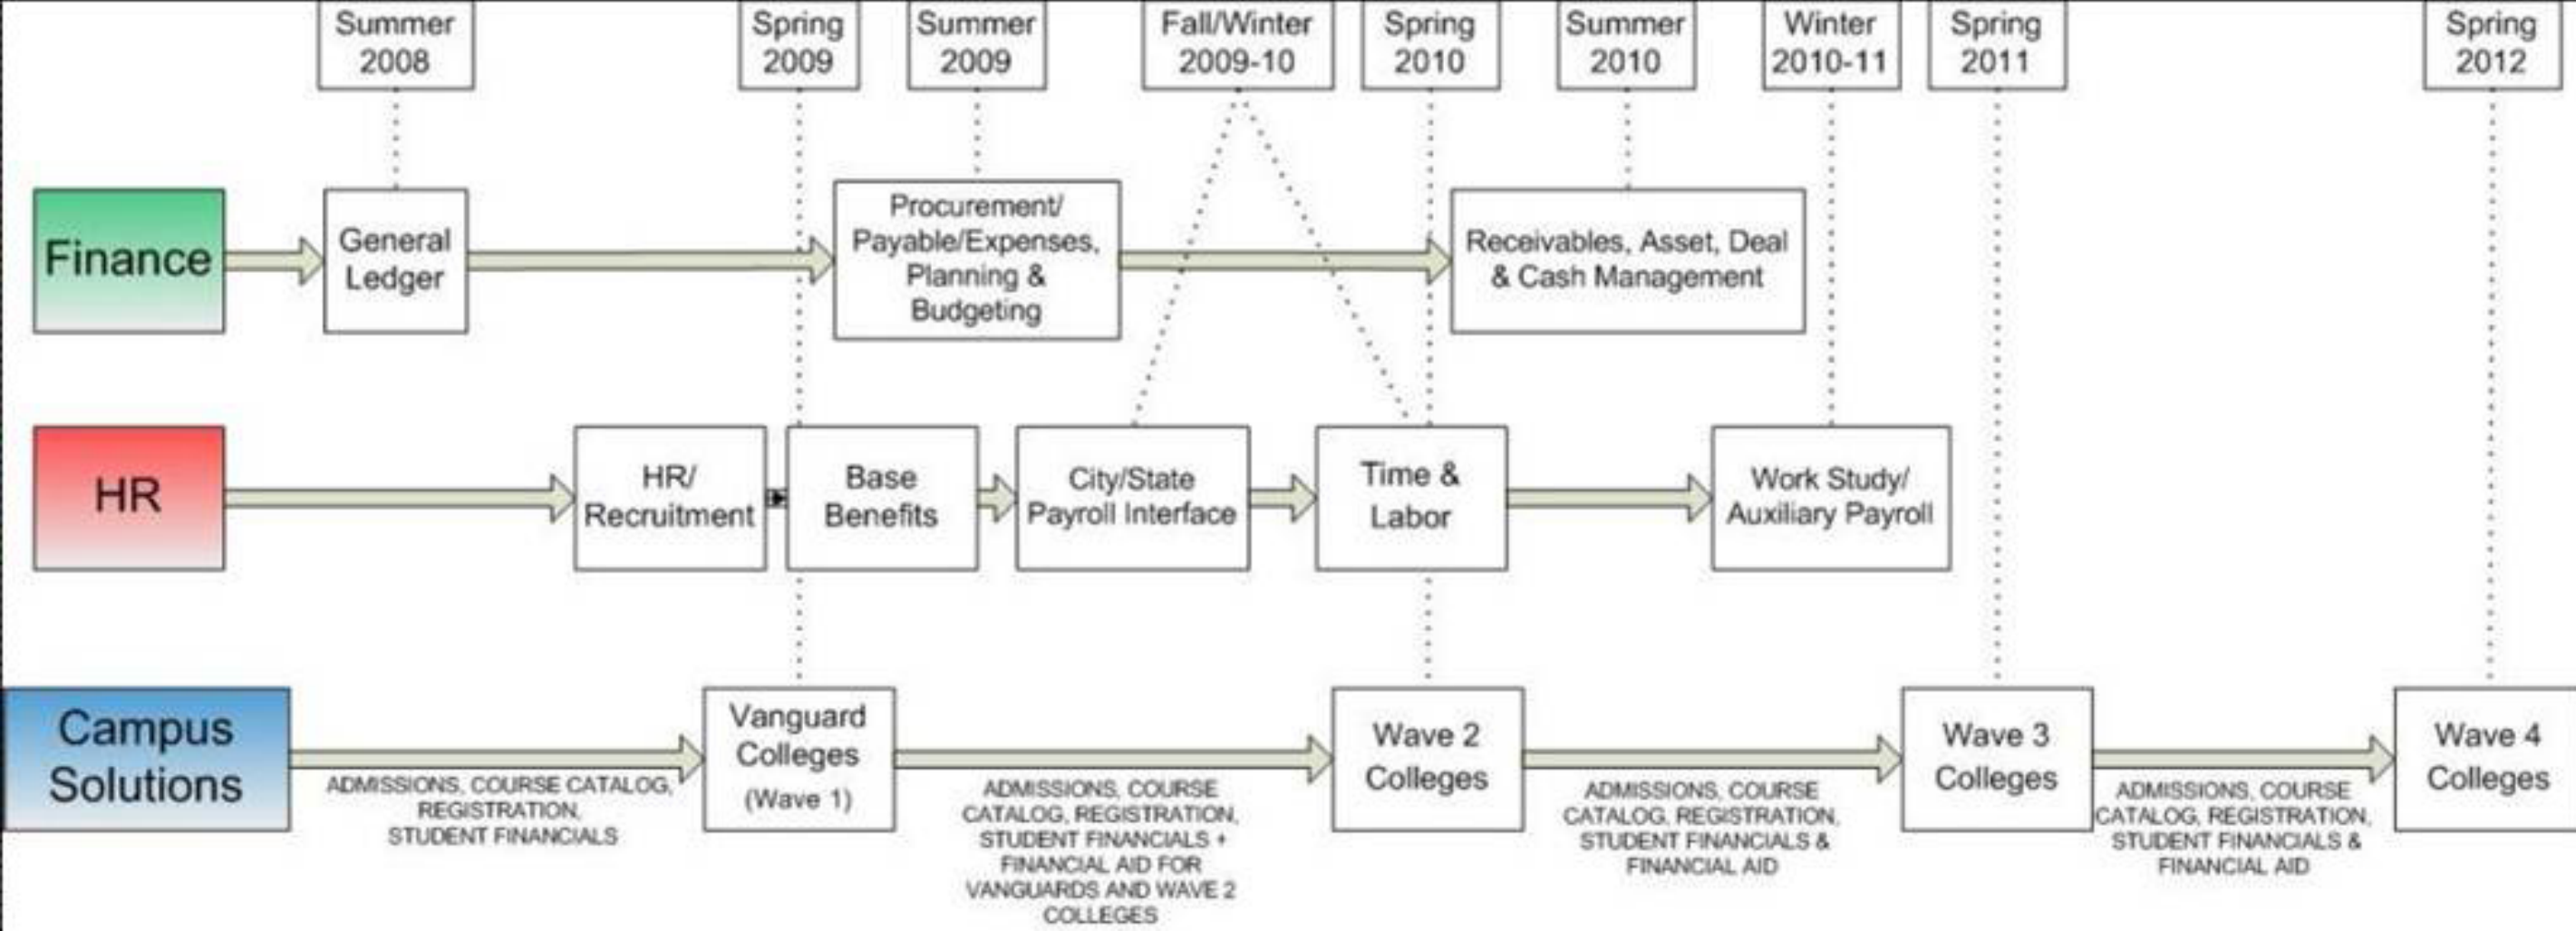 Summer
2008
Spring
2009
Summer
2009
Fall/Winter
2009-10
Spring
2010
Summer
2010
Winter
2010-11
Spring
2011
Spring
2012
Finance
General
Ledger
Procurement/
Payable/Expenses,
Planning &
Budgeting
Receivables, Asset, Deal
& Cash Management
HR
HR/
Recruitment
Base
Benefits
City/State
Payroll Interface
Time &
Labor
Work Study/
Auxiliary Payroll
Campus
Solutions
ADMISSIONS, COURSE CATALOG,
REGISTRATION,
STUDENT FINANCIALS
Vanguard
Colleges
(Wave 1)
ADMISSIONS, COURSE
CATALOG, REGISTRATION,
STUDENT FINANCIALS +
FINANCIAL AID FOR
VANGUARDS AND WAVE 2
COLLEGES
Wave 2
Colleges
ADMISSIONS, COURSE
CATALOG, REGISTRATION,
STUDENT FINANCIALS &
FINANCIAL AID
Wave 3
Colleges
ADMISSIONS, COURSE
CATALOG, REGISTRATION,
STUDENT FINANCIALS &
FINANCIAL AID
Wave 4
Colleges